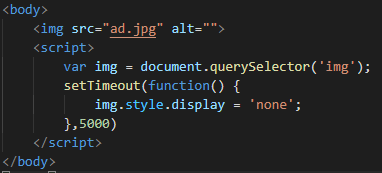 <body>
    <img src="ad.jpg" alt="">
    <script>
        var img = document.querySelector('img');
        setTimeout(function() {
            img.style.display = 'none';
        },5000)
    </script>
</body>